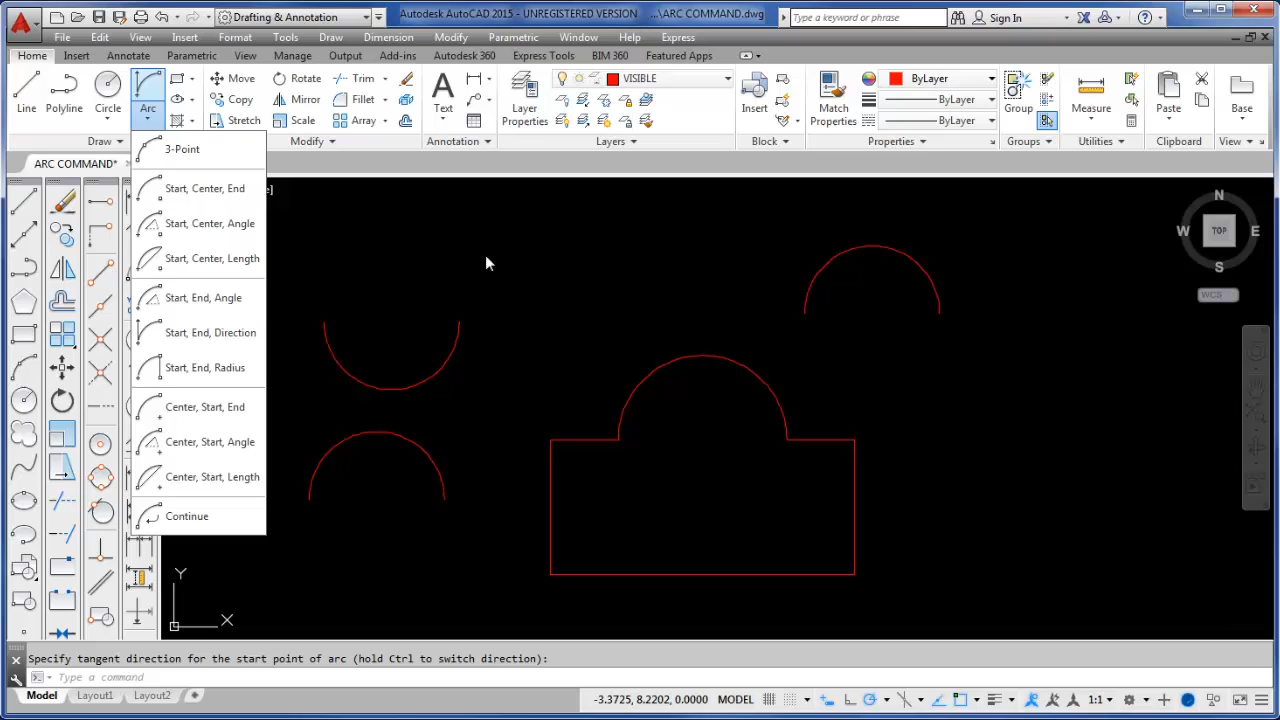 Drafting & Annotation
Autodesk AutoCAD 2015 - UNREGISTERED VERSION ...\ARC COMMAND.dwg
Type a keyword or phrase
Sign In
File Edit View Insert Format Tools Draw Dimension Modify Parametric Window Help Express
Home Insert Annotate Parametric View Manage Output Add-ins Autodesk 360 Express Tools BIM 360 Featured Apps
Line Polyline Circle Arc
Move Rotate Trim
Copy Mirror Fillet
Stretch Scale Array
Text
Layer Properties
VISIBLE
Insert
Match Properties
ByLayer
ByLayer
ByLayer
Group
Measure
Paste
Base
Draw Modify Annotation Layers Block Properties Groups Utilities Clipboard View
ARC COMMAND*
3-Point
Start, Center, End
Start, Center, Angle
Start, Center, Length
Start, End, Angle
Start, End, Direction
Start, End, Radius
Center, Start, End
Center, Start, Angle
Center, Start, Length
Continue
e]
N
W TOP E
S
WCS
Y
X
Specify tangent direction for the start point of arc (hold Ctrl to switch direction):
Type a command
Model Layout1 Layout2
-3.3725, 8.2202, 0.0000 MODEL 1:1